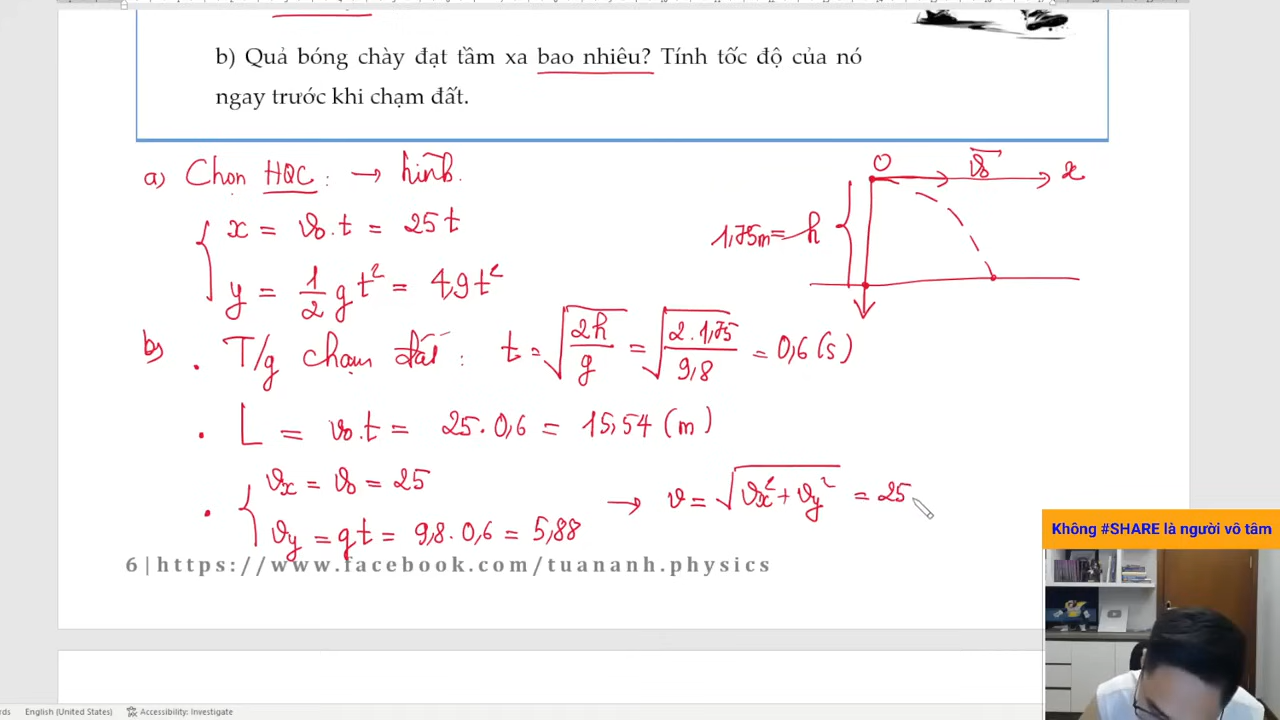 b) Quả bóng chày đạt tầm xa bao nhiêu? Tính tốc độ của nó
ngay trước khi chạm đất.
a) Chọn HQC: → hình.
x = v₀.t = 25t
y = 1/2 gt² = 4,9t²
O v₀ x
1,75m = h
b)
. T/g chạm đất : t = √(2h/g) = √(2.1,75/9,8) = 0,6 (s)
. L = v₀.t = 25.0,6 = 15,54 (m)
. vx = v₀ = 25
vy = gt = 9,8.0,6 = 5,88
→ v = √(vx² + vy²) = 25
6 | https://www.facebook.com/tuananh.physics
Không #SHARE là người vô tâm
rds English (United States) Accessibility: Investigate